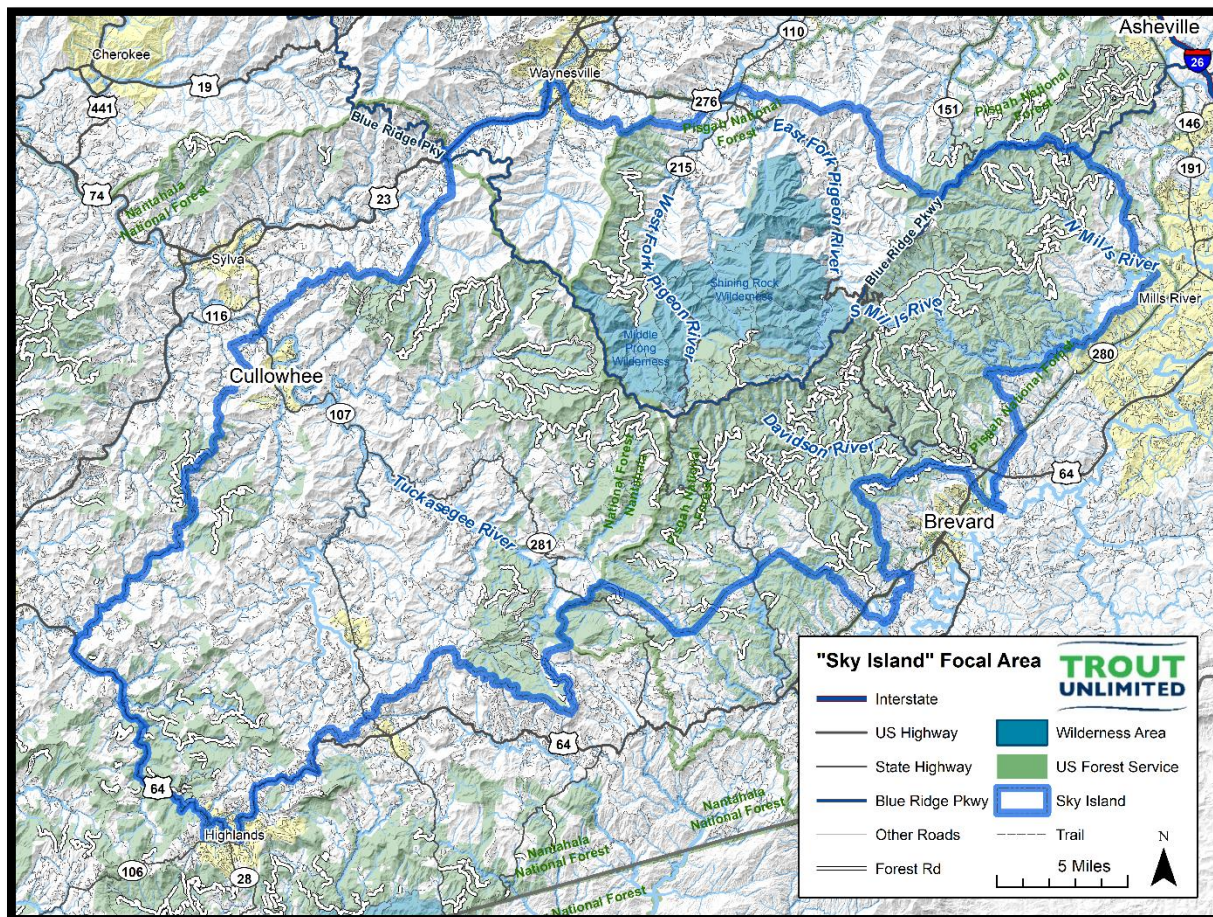 Asheville
Cherokee
110
26
Waynesville
19
441
276
151
Pisgah National
Forest
Pisgah National
Forest
146
Blue Ridge Pky
East Fork Pigeon River
215
191
74
23
Nantahala
National Forest
West Fork Pigeon River
Blue Ridge Pkwy
N Mills River
Sylva
Shining Rock
Wilderness
S Mills River
Mills River
116
Middle
Prong
Wilderness
280
Cullowhee
Pisgah National Forest
107
Davidson River
64
National Forest
Nantahala
Pisgah National
Forest
Tuckasegee River
281
Brevard
64
64
Highlands
106
28
Nantahala
National Forest
Nantahala
National Forest
National Forest
"Sky Island" Focal Area
TROUT
UNLIMITED
Interstate
US Highway
Wilderness Area
State Highway
US Forest Service
Blue Ridge Pkwy
Sky Island
Other Roads
Trail
Forest Rd
5 Miles
N